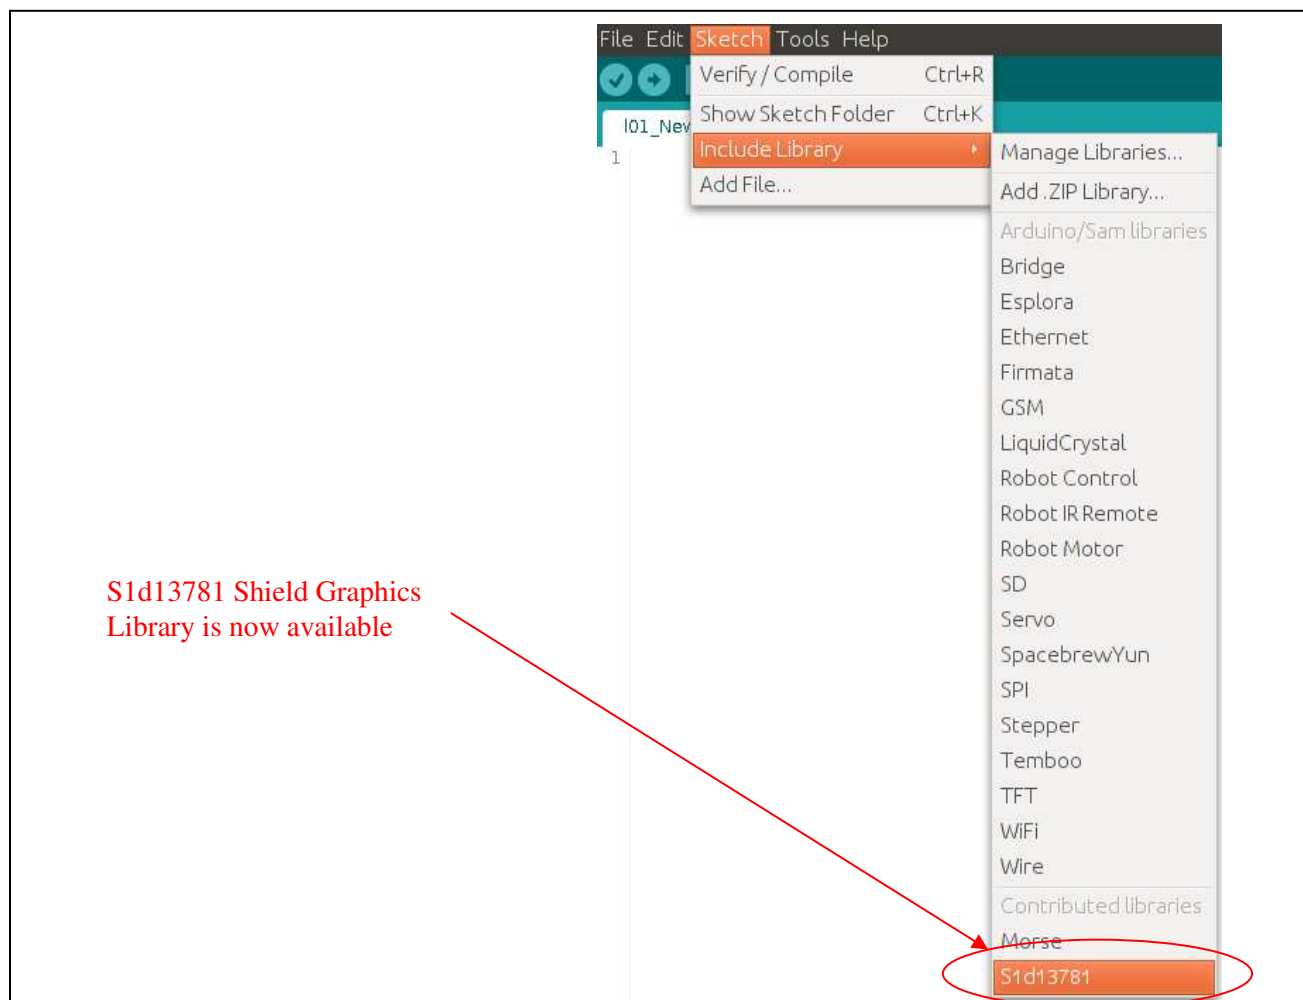 File Edit Sketch Tools Help
Verify / Compile Ctrl+R
Show Sketch Folder Ctrl+K
l01_New
Include Library
1
Manage Libraries...
Add File...
Add .ZIP Library...
Arduino/Sam libraries
Bridge
Esplora
Ethernet
Firmata
GSM
LiquidCrystal
Robot Control
Robot IR Remote
Robot Motor
SD
Servo
SpacebrewYun
SPI
Stepper
Temboo
TFT
WiFi
Wire
Contributed libraries
Morse
S1d13781
S1d13781 Shield Graphics
Library is now available